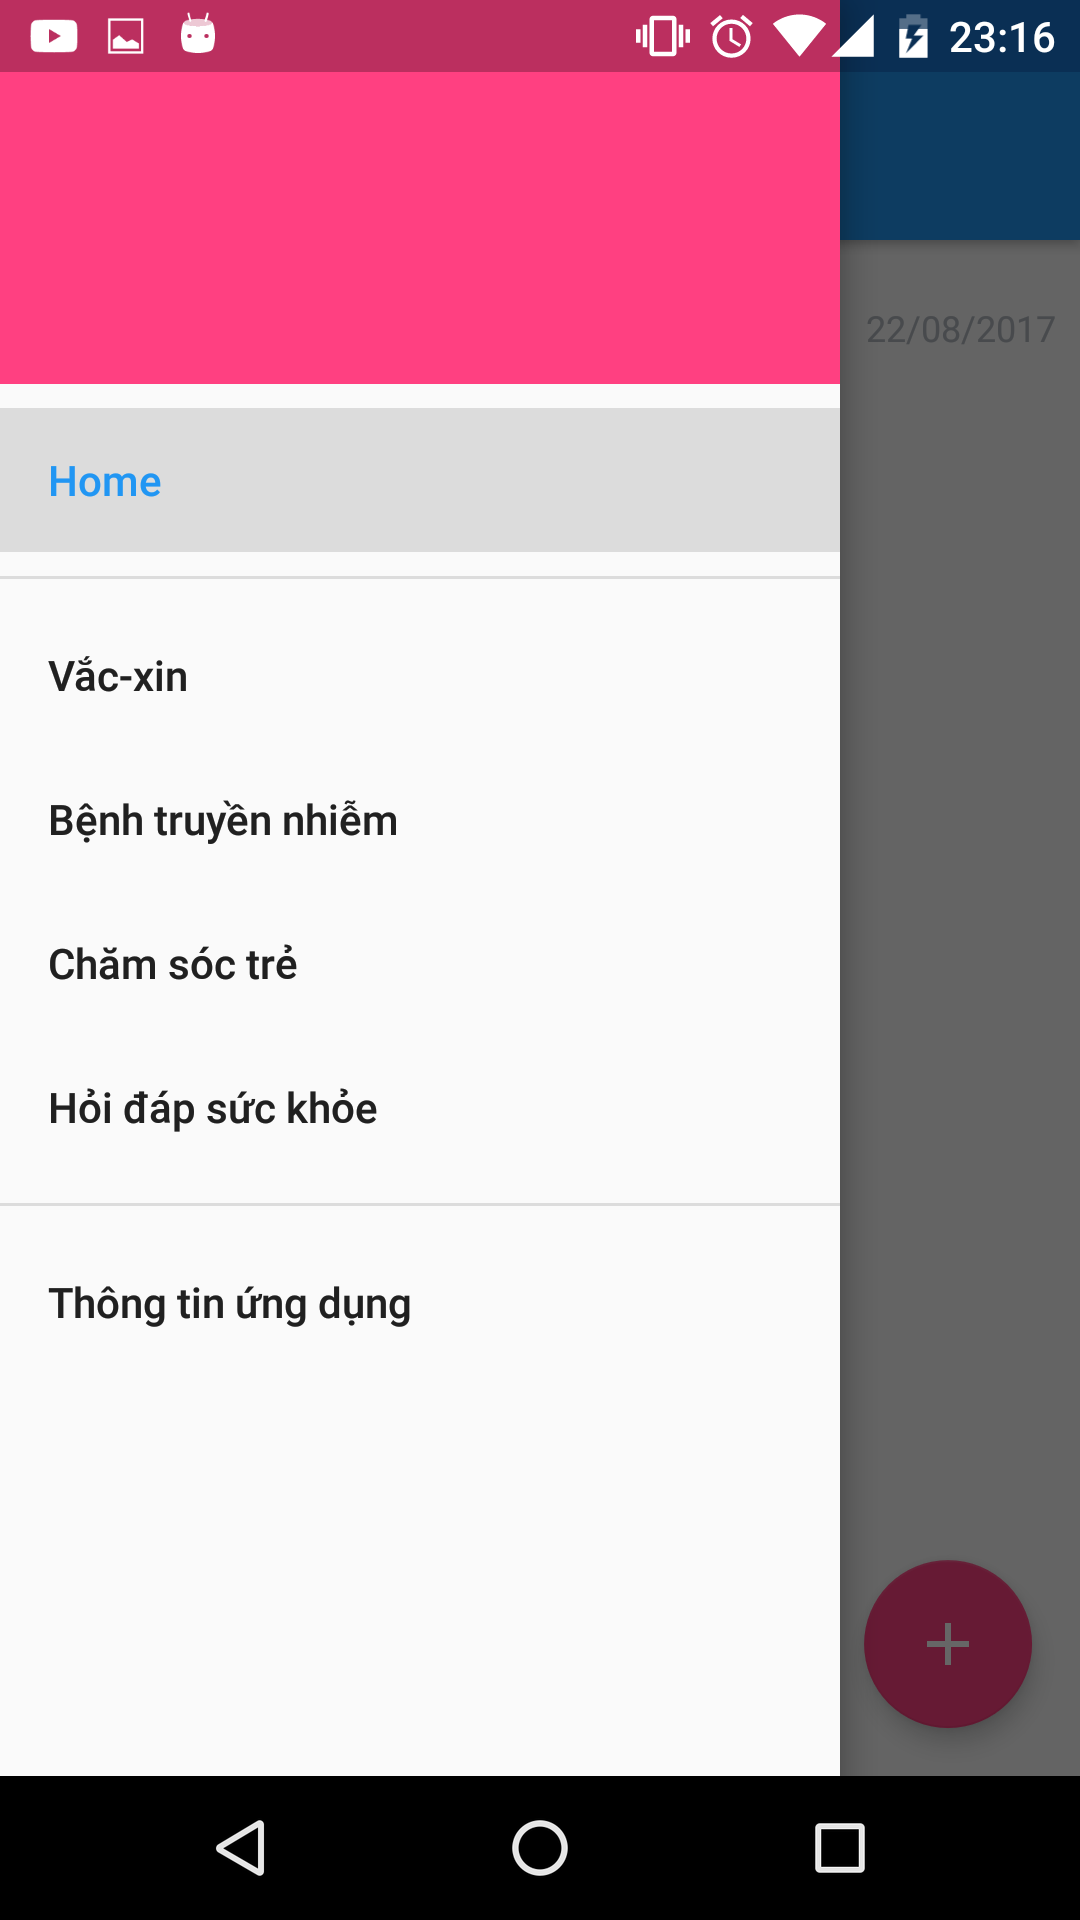 23:16
22/08/2017
Home
Vắc-xin
Bệnh truyền nhiễm
Chăm sóc trẻ
Hỏi đáp sức khỏe
Thông tin ứng dụng